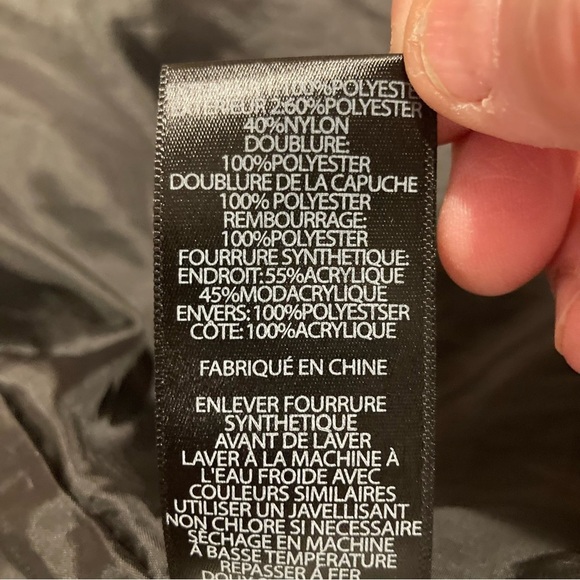 100%POLYESTE
EXTÉRIEUR 2:60%POLYESTER
40%NYLON
DOUBLURE:
100%POLYESTER
DOUBLURE DE LA CAPUCHE
100% POLYESTER
REMBOURRAGE:
100%POLYESTER
FOURRURE SYNTHETIQUE:
ENDROIT:55%ACRYLIQUE
45%MODACRYLIQUE
ENVERS: 100%POLYESTSER
CÔTE: 100%ACRYLIQUE
FABRIQUÉ EN CHINE
ENLEVER FOURRURE
SYNTHETIQUE
AVANT DE LAVER
LAVER À LA MACHINE À
L'EAU FROIDE AVEC
COULEURS SIMILAIRES
UTILISER UN JAVELLISANT
NON CHLORE SI NECESSAIRE
SÈCHAGE EN MACHINE
À BASSE TEMPÉRATURE
REPASSER À FER